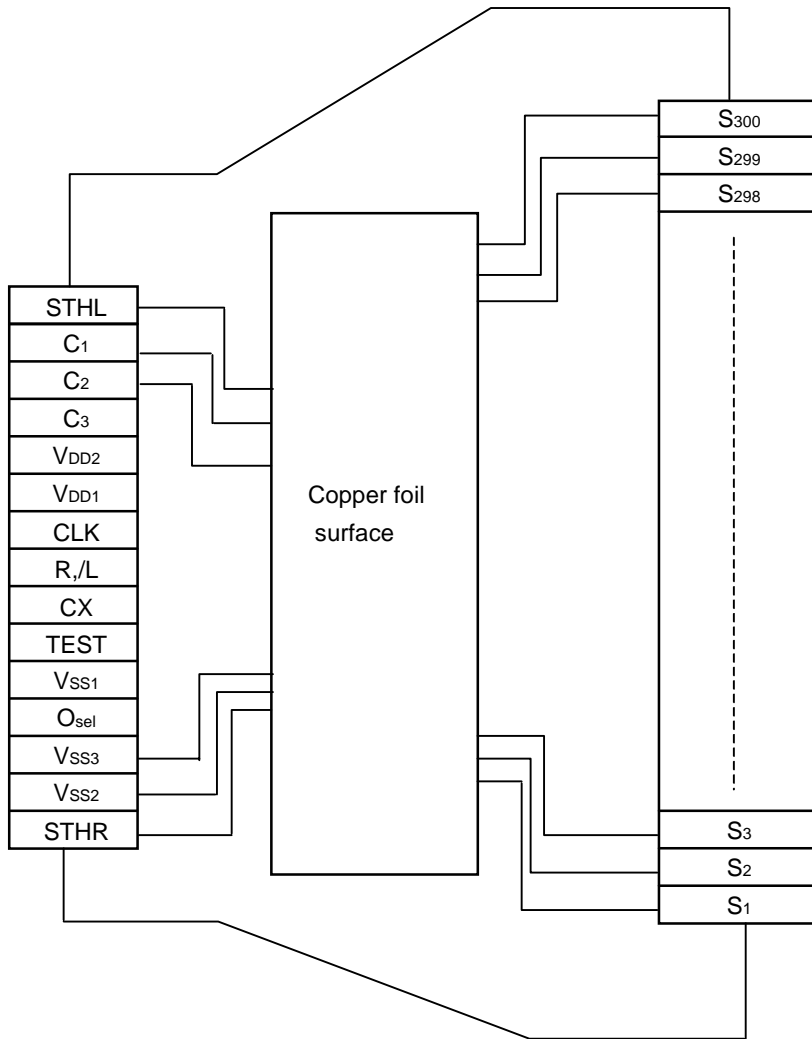 S300
S299
S298
STHL
C1
C2
C3
VDD2
VDD1
CLK
R,/L
CX
TEST
VSS1
Osel
VSS3
VSS2
STHR
Copper foil
surface
S3
S2
S1